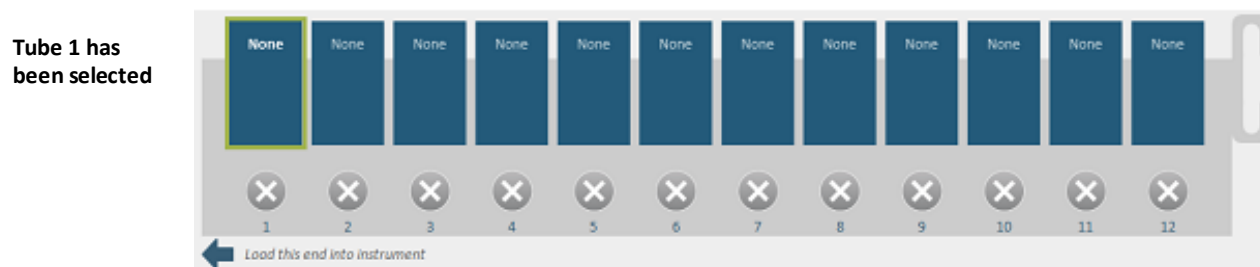 Tube 1 has
been selected
None None None None None None None None None None None None
1 2 3 4 5 6 7 8 9 10 11 12
Load this end into instrument